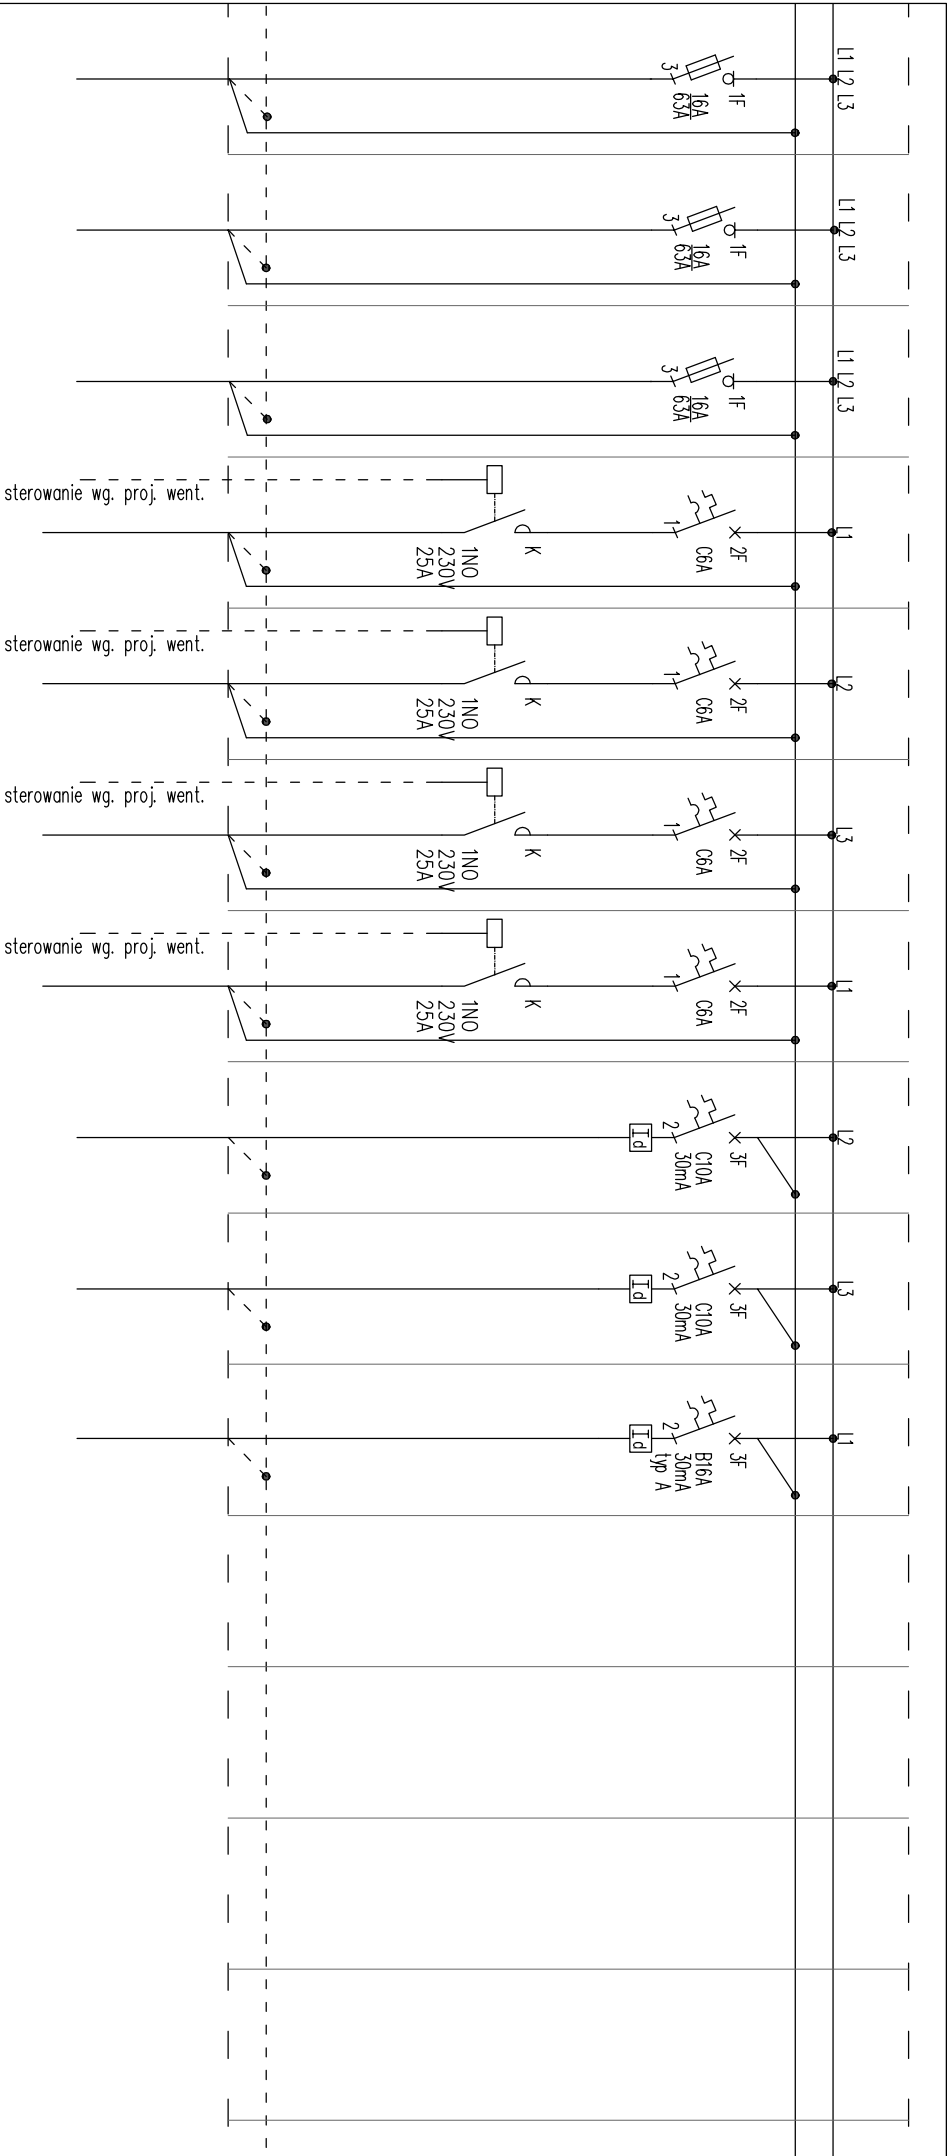 L1 L2 L3
1F
3
16A
63A
L1 L2 L3
1F
3
16A
63A
L1 L2 L3
1F
3
16A
63A
sterowanie wg. proj. went.
L1
2F
1
C6A
K
1NO
230V
25A
sterowanie wg. proj. went.
L2
2F
1
C6A
K
1NO
230V
25A
sterowanie wg. proj. went.
L3
2F
1
C6A
K
1NO
230V
25A
sterowanie wg. proj. went.
L1
2F
1
C6A
K
1NO
230V
25A
L2
3F
2
C10A
30mA
Id
L3
3F
2
C10A
30mA
Id
L1
3F
2
B16A
30mA
typ A
Id